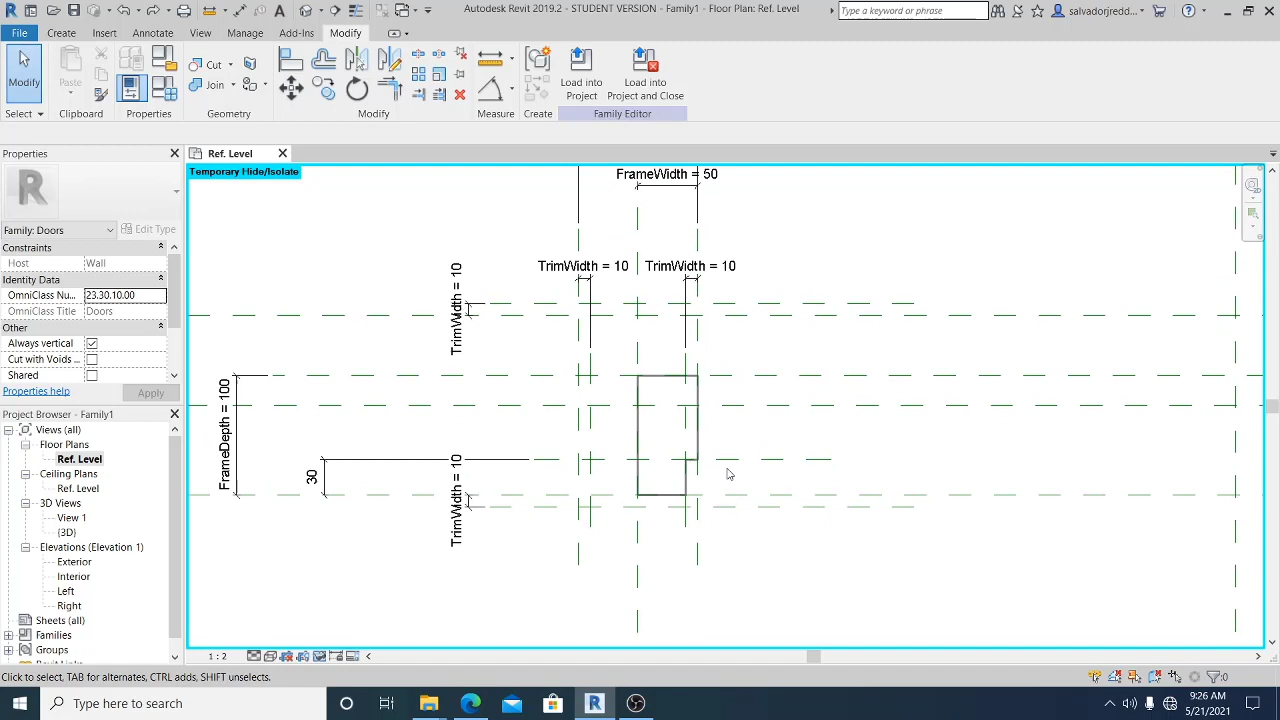 Autodesk Revit 2019.2 - STUDENT VERSION - Family1 - Floor Plan: Ref. Level
Type a keyword or phrase
salvadorjredd...
File Create Insert Annotate View Manage Add-Ins Modify
Modify
Paste
Cut
Join
Load into Project
Load into Project and Close
Select Clipboard Properties Geometry Modify Measure Create Family Editor
Properties
Ref. Level
Temporary Hide/Isolate
Family: Doors
Edit Type
Constraints
Host Wall
Identity Data
OmniClass Nu... 23.30.10.00
OmniClass Title Doors
Other
Always vertical
Cut with Voids ...
Shared
Properties help
Apply
Project Browser - Family1
Views (all)
Floor Plans
Ref. Level
Ceiling Plans
Ref. Level
3D Views
View 1
{3D}
Elevations (Elevation 1)
Exterior
Interior
Left
Right
Sheets (all)
Families
Groups
FrameWidth = 50
TrimWidth = 10
TrimWidth = 10
TrimWidth = 10
FrameDepth = 100
30
TrimWidth = 10
1 : 2
Click to select, TAB for alternates, CTRL adds, SHIFT unselects.
:0
Type here to search
9:26 AM
5/21/2021